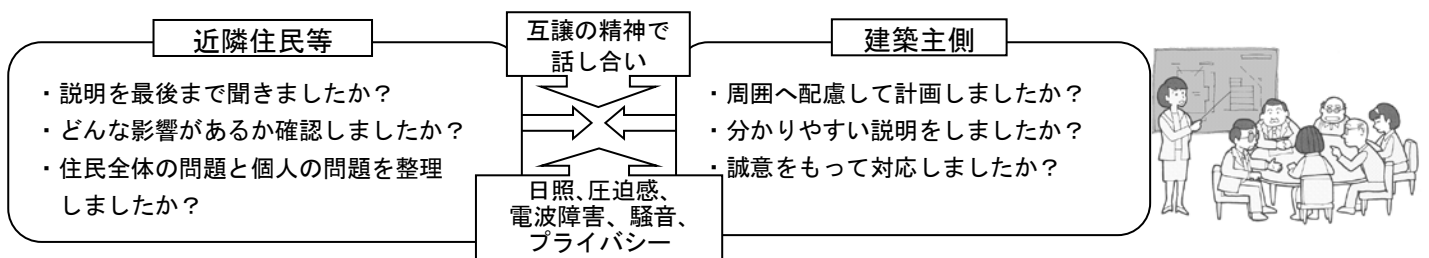 近隣住民等
・説明を最後まで聞きましたか？
・どんな影響があるか確認しましたか？
・住民全体の問題と個人の問題を整理
しましたか？
互譲の精神で
話し合い
日照、圧迫感、
電波障害、騒音、
プライバシー
建築主側
・周囲へ配慮して計画しましたか？
・分かりやすい説明をしましたか？
・誠意をもって対応しましたか？